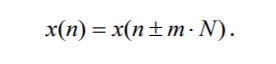 x(n) = x(n ± m · N).